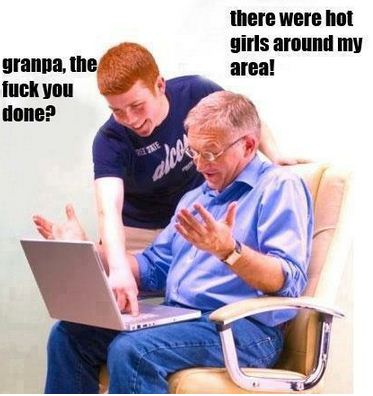 granpa, the
fuck you
done?
there were hot
girls around my
area!